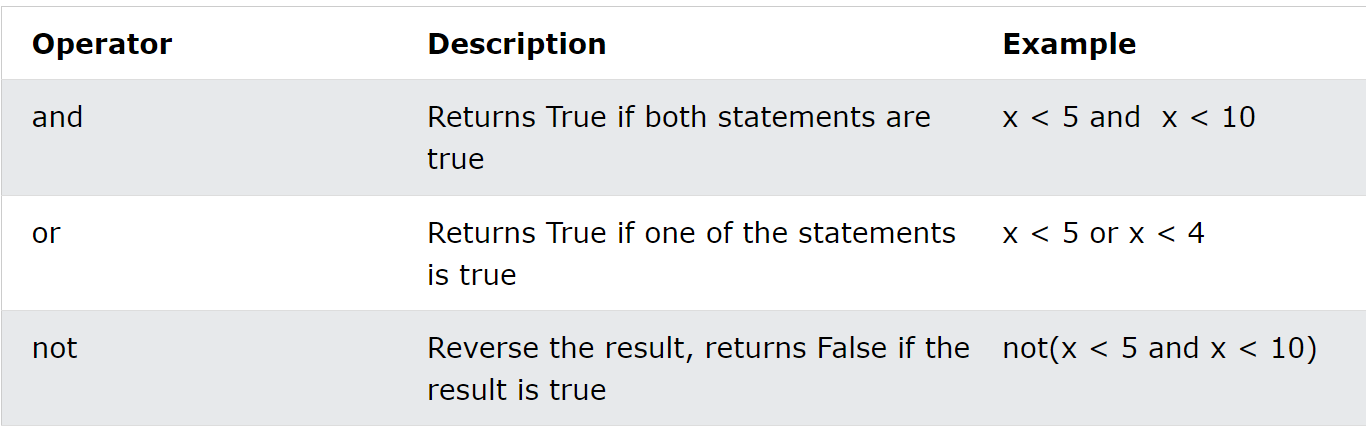 Operator Description Example
and Returns True if both statements are x < 5 and  x < 10
true
or Returns True if one of the statements x < 5 or x < 4
is true
not Reverse the result, returns False if the not(x < 5 and x < 10)
result is true